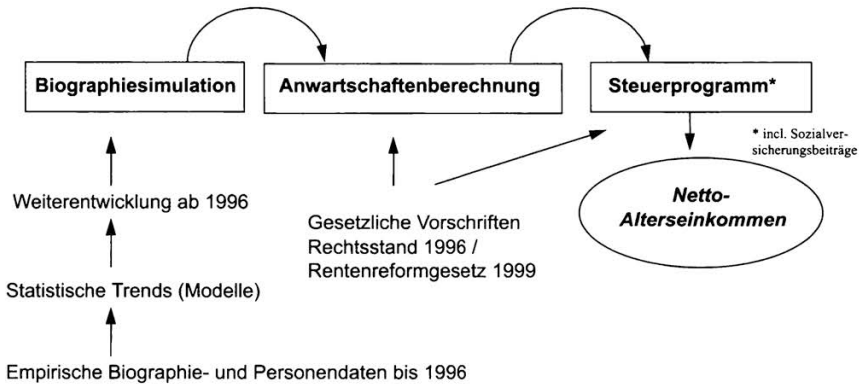 Biographiesimulation
Anwartschaftenberechnung
Steuerprogramm*
* incl. Sozialver-
sicherungsbeiträge
Weiterentwicklung ab 1996
Gesetzliche Vorschriften
Rechtsstand 1996 /
Rentenreformgesetz 1999
Netto-
Alterseinkommen
Statistische Trends (Modelle)
Empirische Biographie- und Personendaten bis 1996